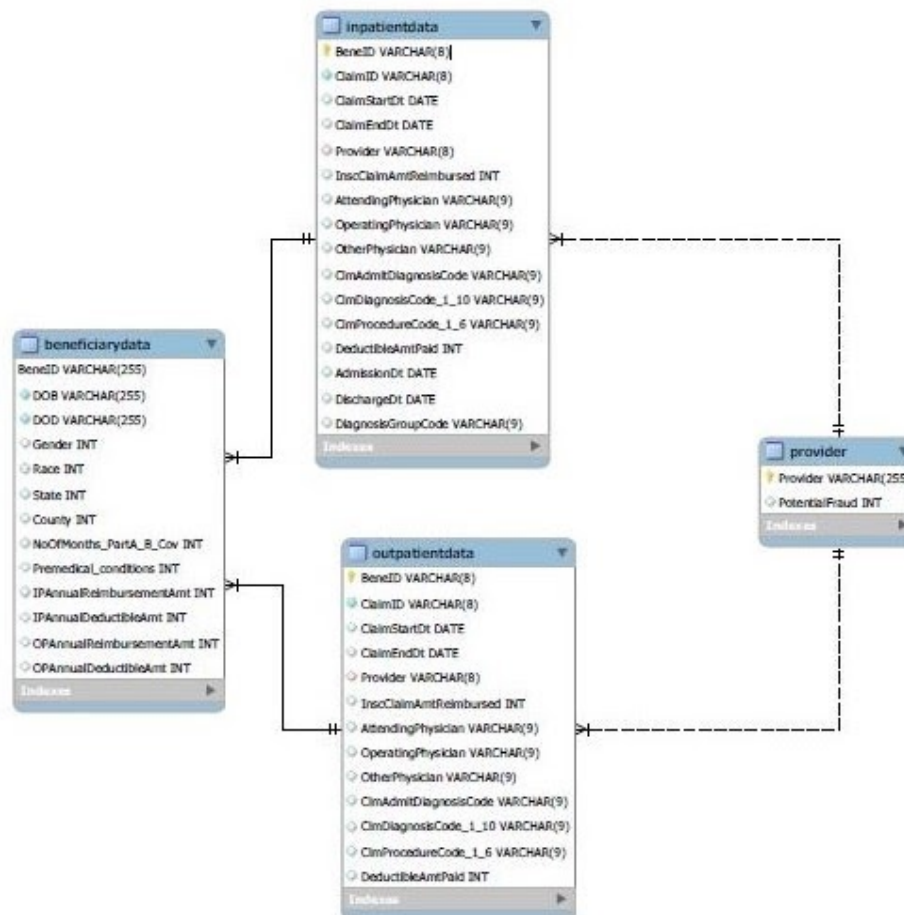 inpatientdata
BeneID VARCHAR(8)
ClaimID VARCHAR(8)
ClaimStartDt DATE
ClaimEndDt DATE
Provider VARCHAR(8)
InscClaimAmtReimbursed INT
AttendingPhysician VARCHAR(9)
OperatingPhysician VARCHAR(9)
OtherPhysician VARCHAR(9)
ClmAdmitDiagnosisCode VARCHAR(9)
ClmDiagnosisCode_1_10 VARCHAR(9)
ClmProcedureCode_1_6 VARCHAR(9)
DeductibleAmtPaid INT
AdmissionDt DATE
DischargeDt DATE
DiagnosisGroupCode VARCHAR(9)
Indexes
beneficiarydata
BeneID VARCHAR(255)
DOB VARCHAR(255)
DOD VARCHAR(255)
Gender INT
Race INT
State INT
County INT
NoOfMonths_PartA_B_Cov INT
Premedical_conditions INT
IPAnnualReimbursementAmt INT
IPAnnualDeductibleAmt INT
OPAnnualReimbursementAmt INT
OPAnnualDeductibleAmt INT
Indexes
provider
Provider VARCHAR(255
PotentialFraud INT
Indexes
outpatientdata
BeneID VARCHAR(8)
ClaimID VARCHAR(8)
ClaimStartDt DATE
ClaimEndDt DATE
Provider VARCHAR(8)
InscClaimAmtReimbursed INT
AttendingPhysician VARCHAR(9)
OperatingPhysician VARCHAR(9)
OtherPhysician VARCHAR(9)
ClmAdmitDiagnosisCode VARCHAR(9)
ClmDiagnosisCode_1_10 VARCHAR(9)
ClmProcedureCode_1_6 VARCHAR(9)
DeductibleAmtPaid INT
Indexes